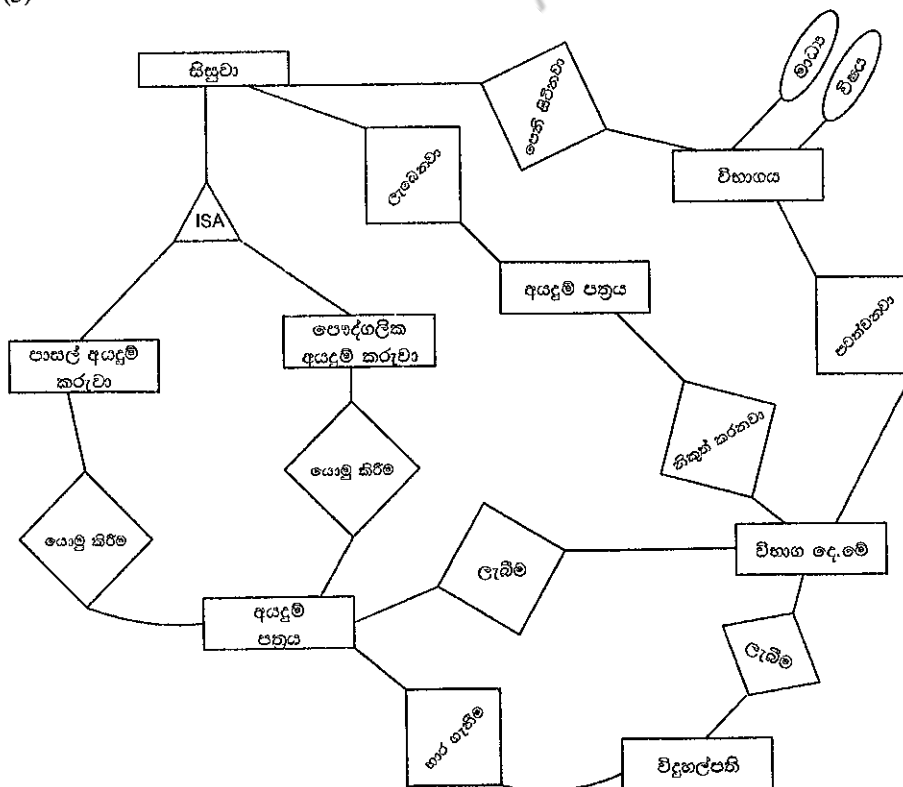 සිසුවා
මාධ්‍ය
විෂය
පෙනී සිටිනවා
ලැබෙනවා
විභාගය
ISA
අයදුම් පත්‍රය
පවත්වනවා
පාසල් අයදුම්
කරුවා
පෞද්ගලික
අයදුම් කරුවා
නිකුත් කරනවා
යොමු කිරීම
යොමු කිරීම
ලැබීම
විභාග දෙ.මේ
අයදුම්
පත්‍රය
ලැබීම
භාර ගැනීම
විදුහල්පති